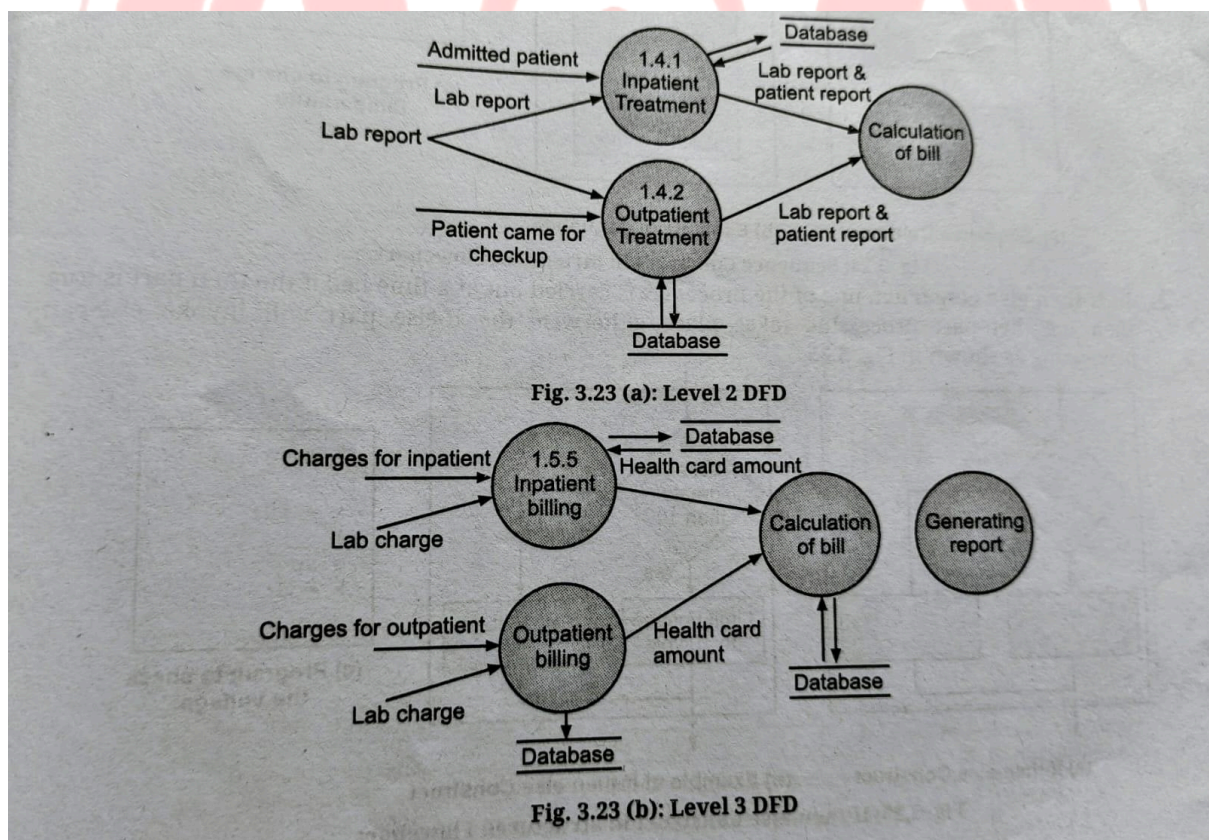 Database
Admitted patient
1.4.1
Inpatient
Treatment
Lab report &
patient report
Lab report
Lab report
Calculation
of bill
1.4.2
Outpatient
Treatment
Patient came for
checkup
Lab report &
patient report
Database
Fig. 3.23 (a): Level 2 DFD
Charges for inpatient
1.5.5
Inpatient
billing
Database
Health card amount
Lab charge
Calculation
of bill
Generating
report
Charges for outpatient
Outpatient
billing
Health card
amount
Lab charge
Database
Database
Fig. 3.23 (b): Level 3 DFD